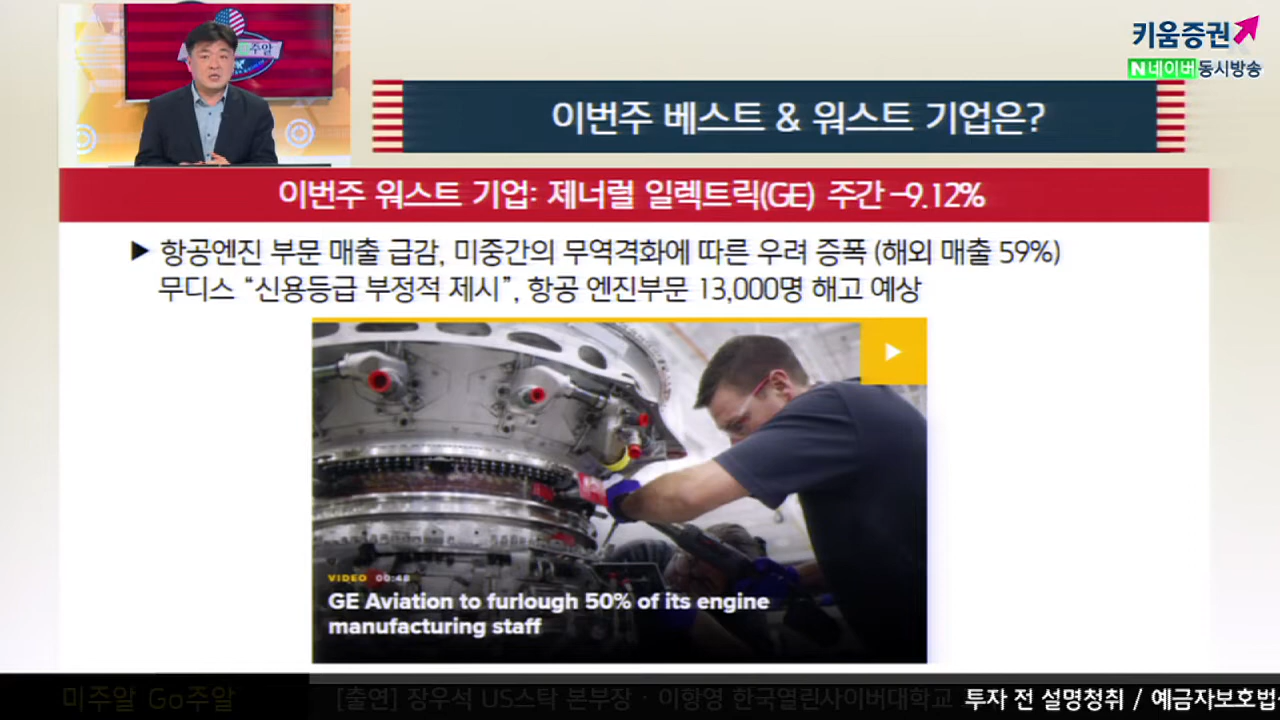 주말
키움증권
N 네이버 동시방송
이번주 베스트 & 워스트 기업은?
이번주 워스트 기업: 제너럴 일렉트릭(GE) 주간 -9.12%
▶ 항공엔진 부문 매출 급감, 미중간의 무역격화에 따른 우려 증폭 (해외 매출 59%)
무디스 “신용등급 부정적 제시”, 항공 엔진부문 13,000명 해고 예상
VIDEO 00:48
GE Aviation to furlough 50% of its engine
manufacturing staff
미주알 Go주알 [출연] 장우석 US스탁 본부장 · 이항영 한국열린사이버대학교 투자 전 설명청취 / 예금자보호법